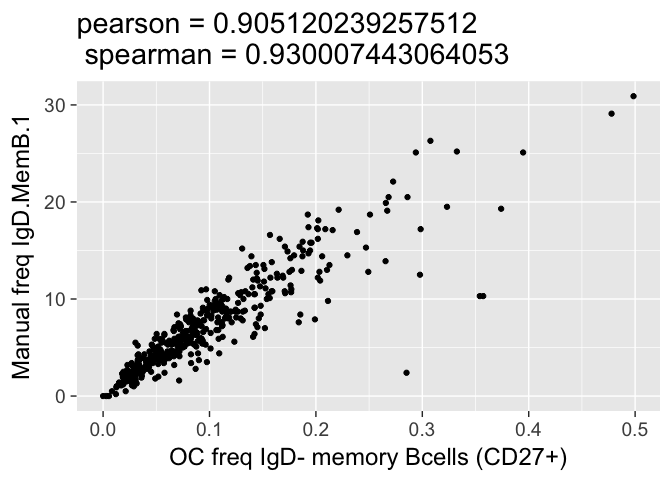 pearson = 0.905120239257512
spearman = 0.930007443064053
Manual freq IgD.MemB.1
30
20
10
0
0.0 0.1 0.2 0.3 0.4 0.5
OC freq IgD- memory Bcells (CD27+)